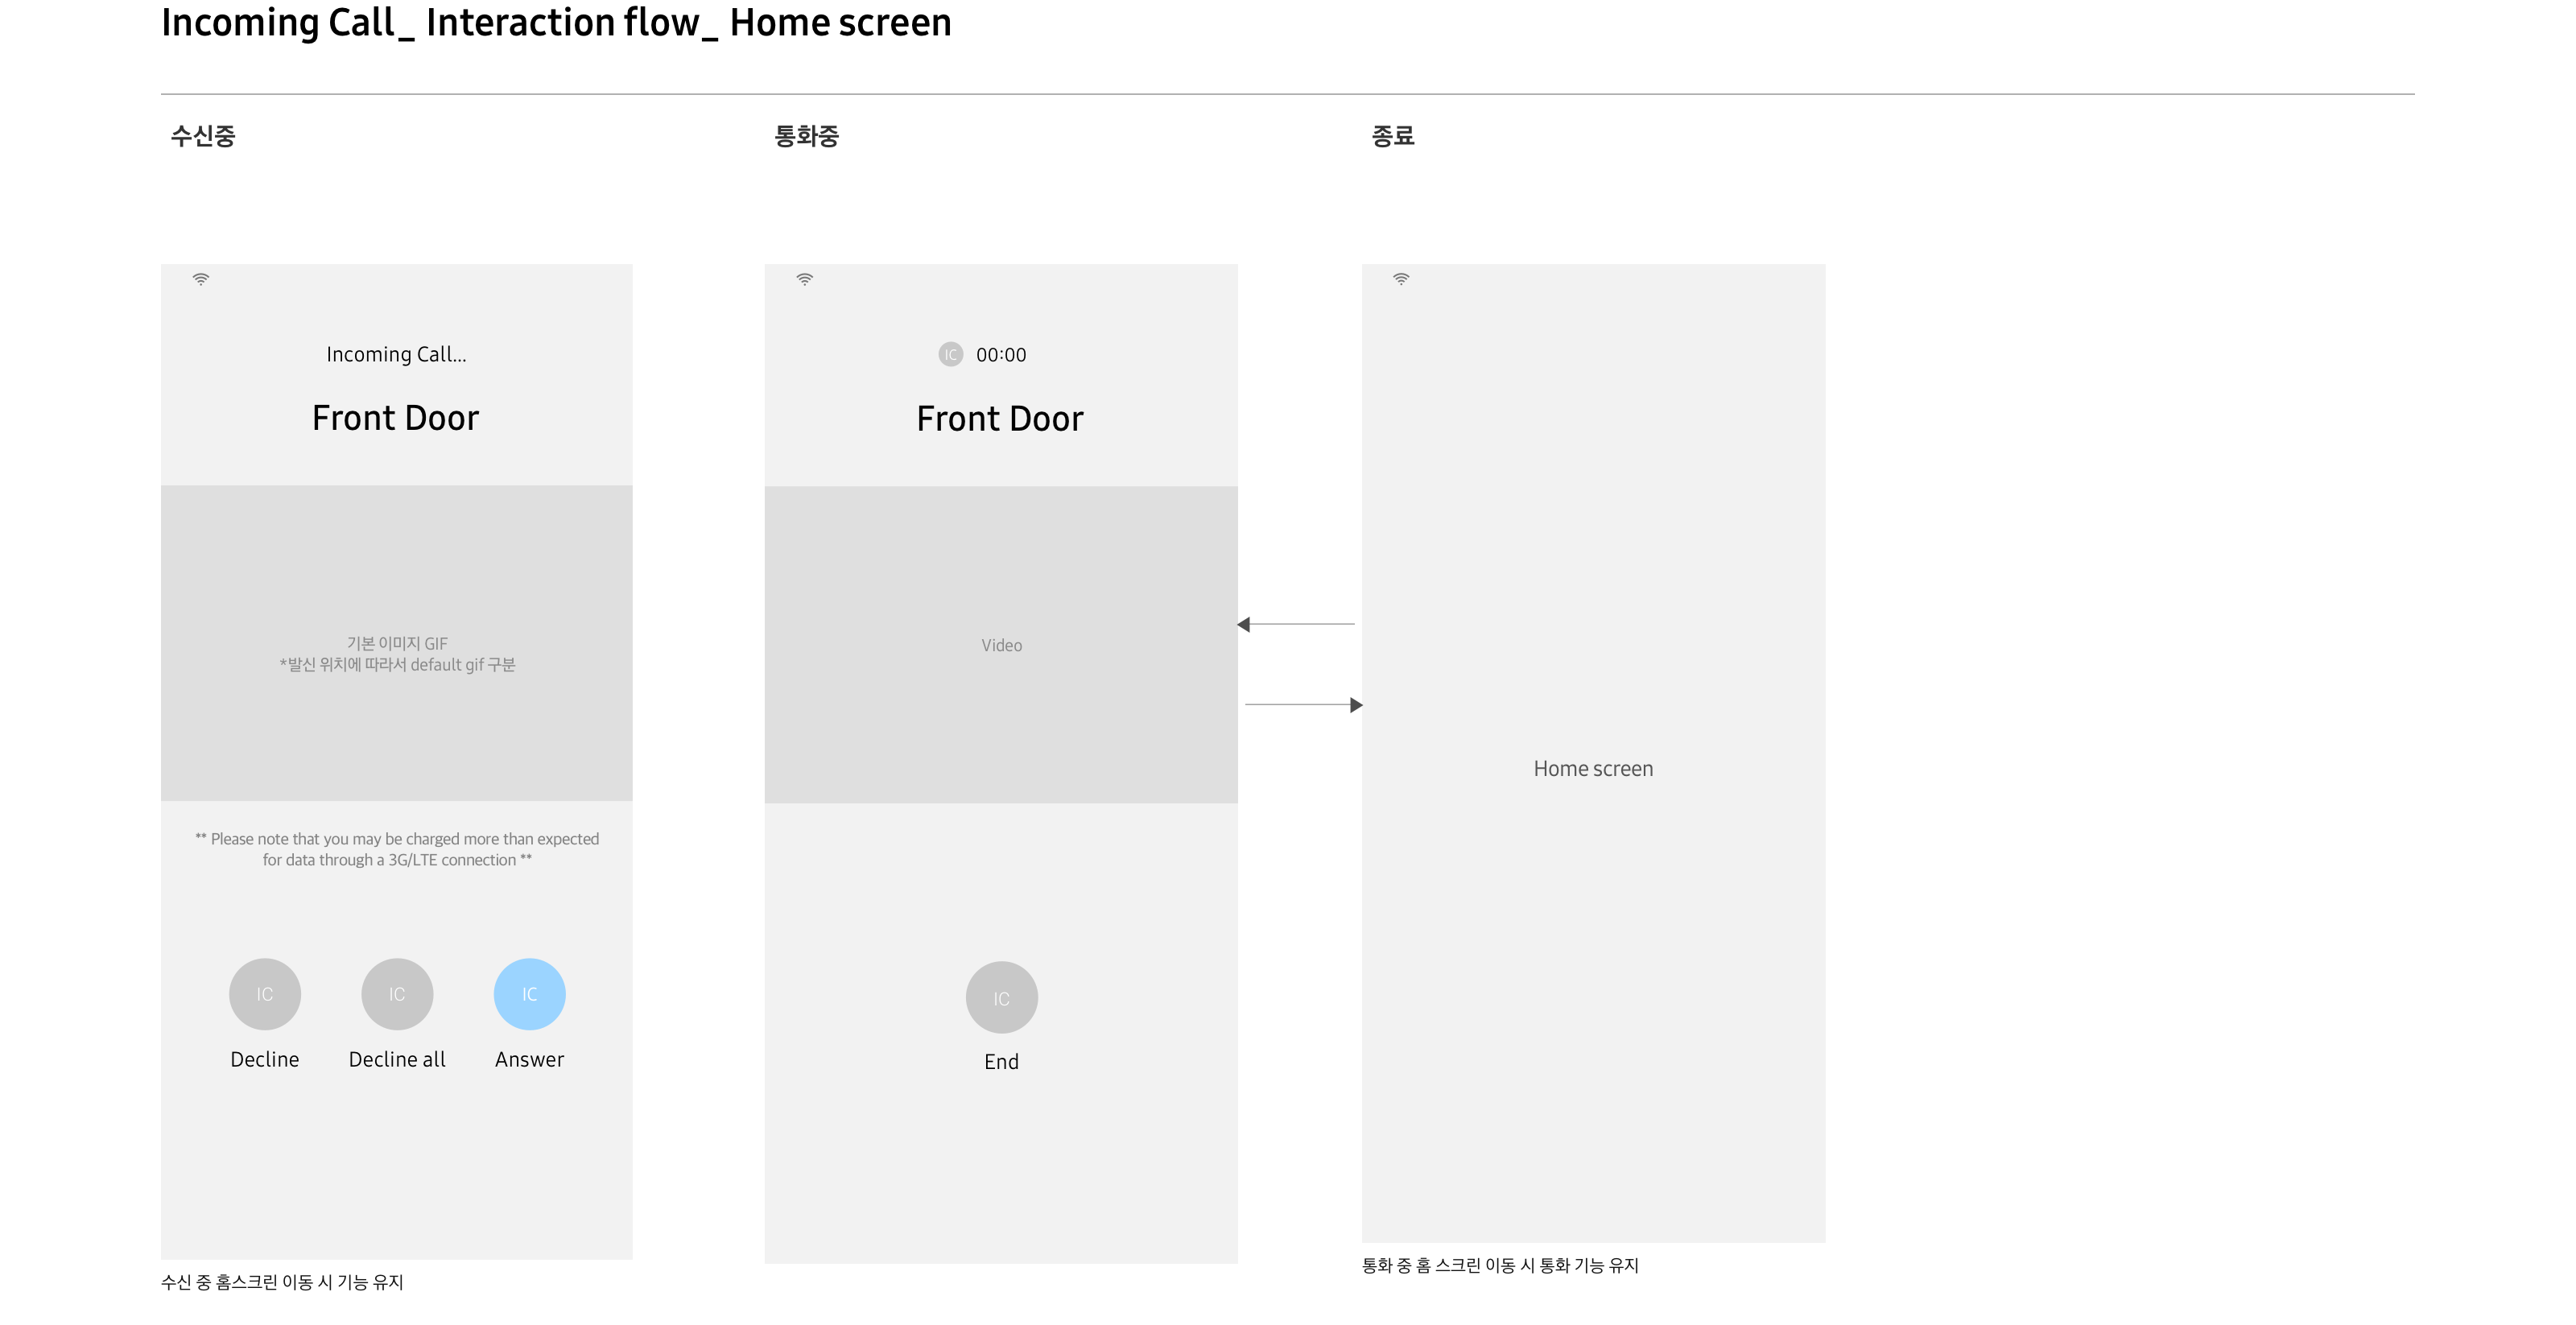 Incoming Call_ Interaction flow_ Home screen
수신중
통화중
종료
Incoming Call...
Front Door
기본 이미지 GIF
*발신 위치에 따라서 default gif 구분
** Please note that you may be charged more than expected
for data through a 3G/LTE connection **
IC
IC
IC
Decline
Decline all
Answer
수신 중 홈스크린 이동 시 기능 유지
IC 00:00
Front Door
Video
IC
End
Home screen
통화 중 홈 스크린 이동 시 통화 기능 유지